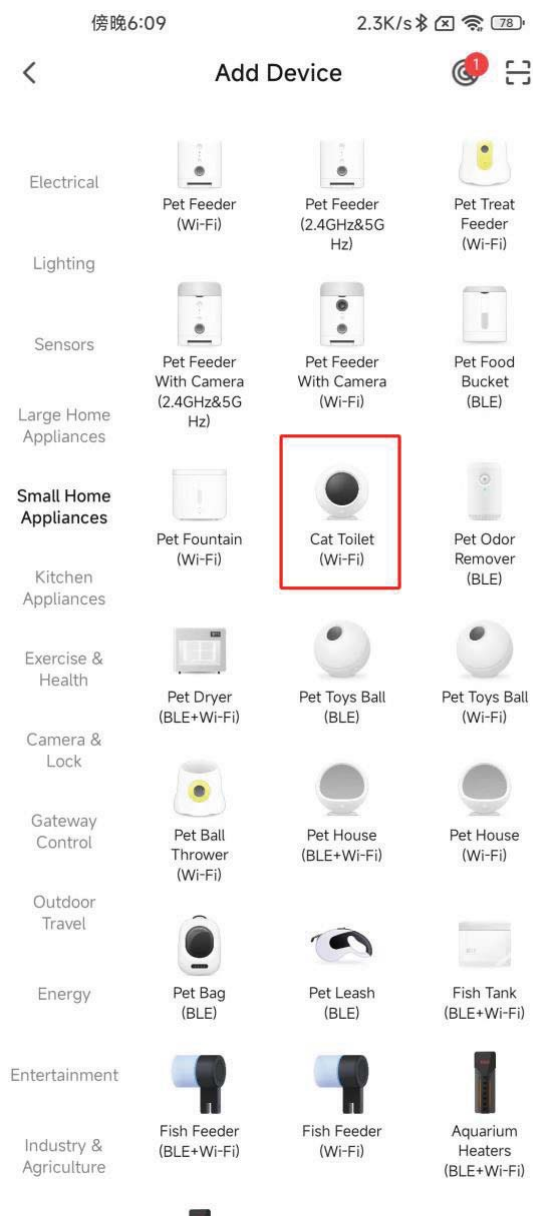 傍晚6:09
2.3K/s
78
Add Device
1
Electrical
Lighting
Sensors
Large Home
Appliances
Small Home
Appliances
Kitchen
Appliances
Exercise &
Health
Camera &
Lock
Gateway
Control
Outdoor
Travel
Energy
Entertainment
Industry &
Agriculture
Pet Feeder
(Wi-Fi)
Pet Feeder
(2.4GHz&5G
Hz)
Pet Treat
Feeder
(Wi-Fi)
Pet Feeder
With Camera
(2.4GHz&5G
Hz)
Pet Feeder
With Camera
(Wi-Fi)
Pet Food
Bucket
(BLE)
Pet Fountain
(Wi-Fi)
Cat Toilet
(Wi-Fi)
Pet Odor
Remover
(BLE)
Pet Dryer
(BLE+Wi-Fi)
Pet Toys Ball
(BLE)
Pet Toys Ball
(Wi-Fi)
Pet Ball
Thrower
(Wi-Fi)
Pet House
(BLE+Wi-Fi)
Pet House
(Wi-Fi)
Pet Bag
(BLE)
Pet Leash
(BLE)
Fish Tank
(BLE+Wi-Fi)
Fish Feeder
(BLE+Wi-Fi)
Fish Feeder
(Wi-Fi)
Aquarium
Heaters
(BLE+Wi-Fi)